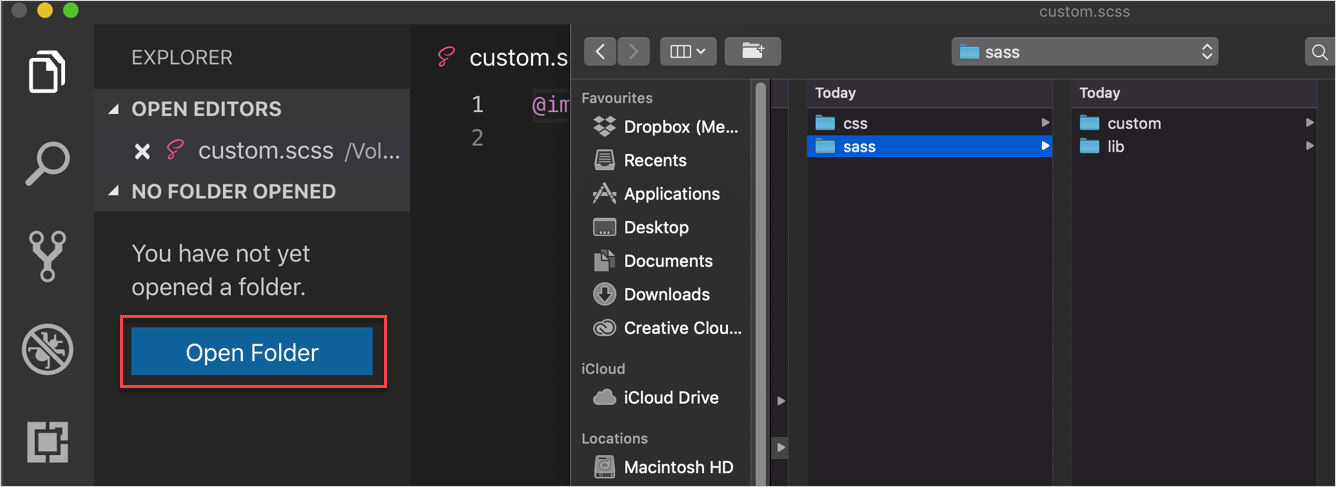 custom.scss
EXPLORER
OPEN EDITORS
custom.scss /Vol...
NO FOLDER OPENED
You have not yet
opened a folder.
Open Folder
custom.s
1 @im
2
sass
Favourites
Dropbox (Me...
Recents
Applications
Desktop
Documents
Downloads
Creative Clou...
iCloud
iCloud Drive
Locations
Macintosh HD
Today
css
sass
Today
custom
lib